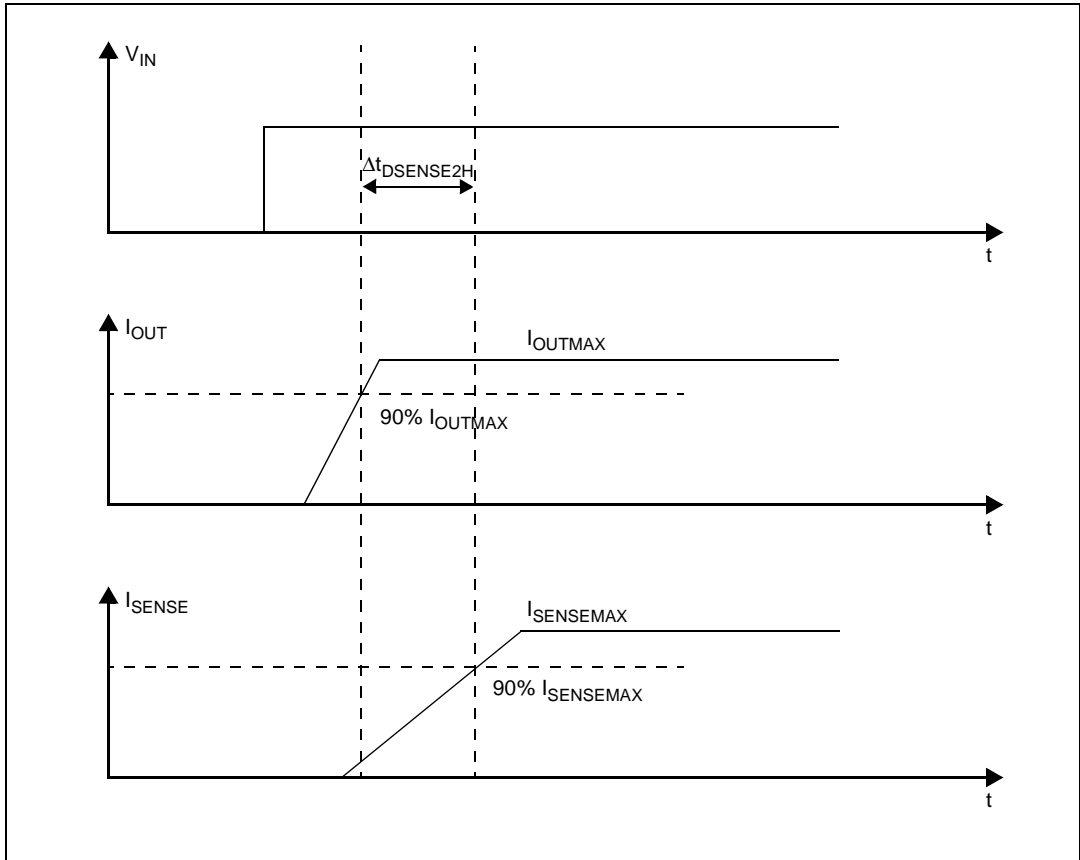 V_IN
Δt_DSENSE2H
t
I_OUT
I_OUTMAX
90% I_OUTMAX
t
I_SENSE
I_SENSEMAX
90% I_SENSEMAX
t